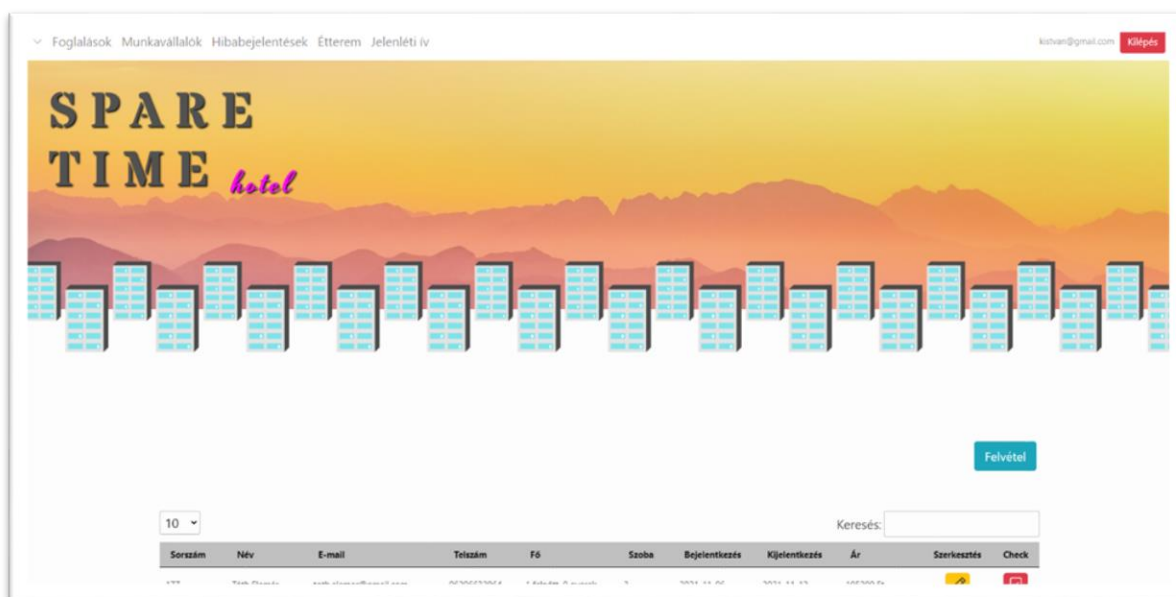 Foglalások Munkavállalók Hibabejelentések Étterem Jelenléti ív kistvan@gmail.com Kilépés
SPARE
TIME hotel
Felvétel
10 Keresés:
Sorszám Név E-mail Telszám Fő Szoba Bejelentkezés Kijelentkezés Ár Szerkesztés Check